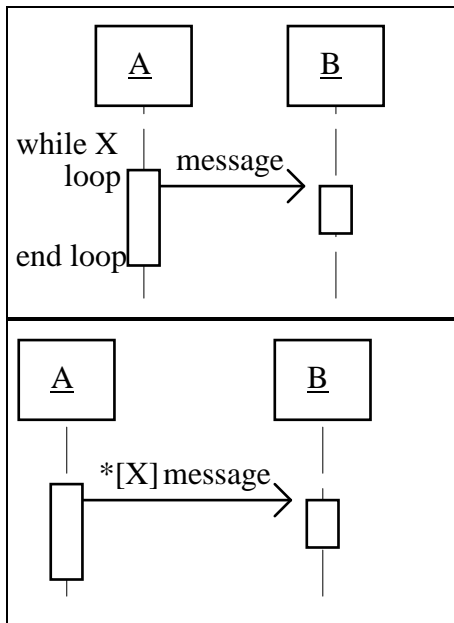 A B
while X
loop message
end loop
A B
*[X] message